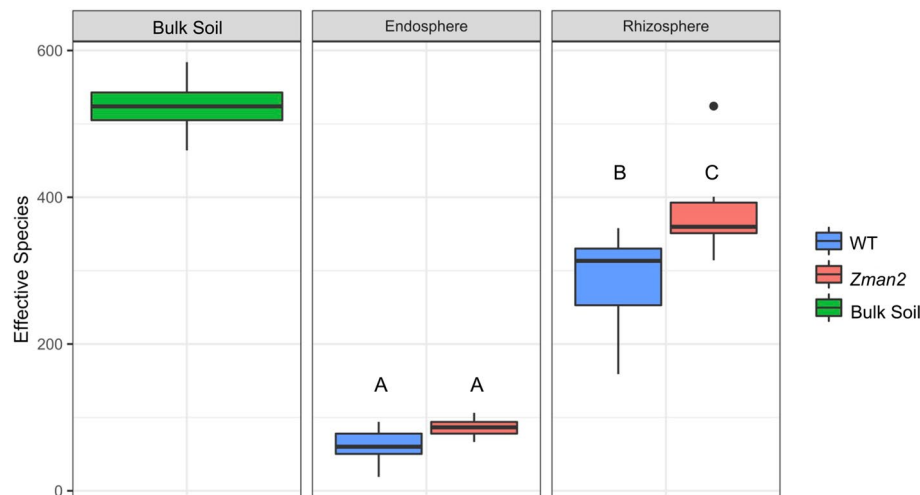 Bulk Soil
Endosphere
Rhizosphere
Effective Species
600
400
200
0
A
A
B
C
WT
Zman2
Bulk Soil